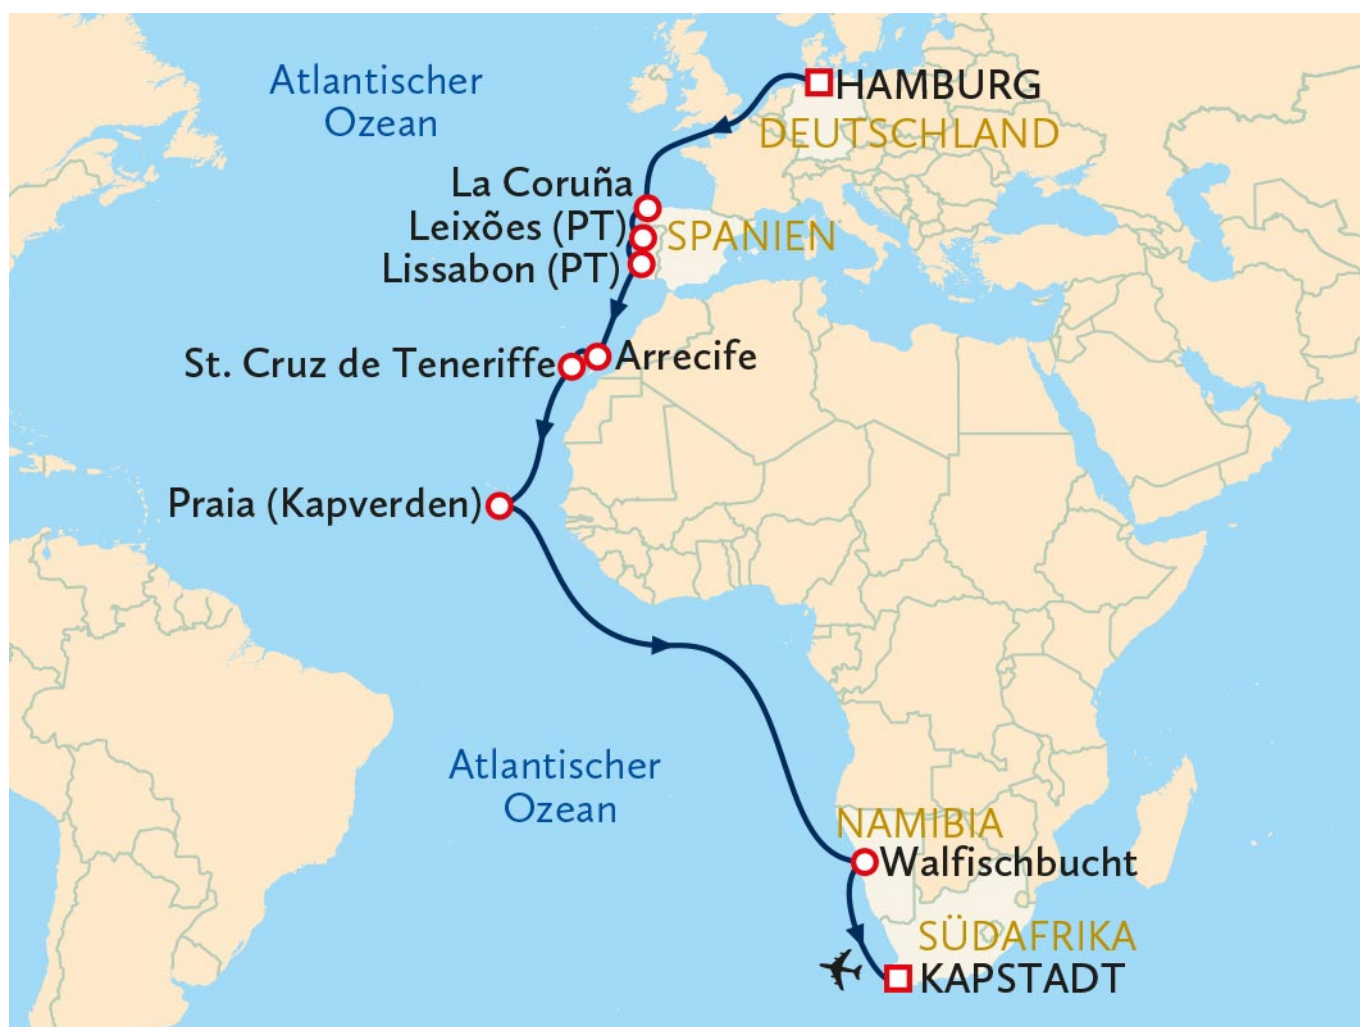 Atlantischer
Ozean
HAMBURG
DEUTSCHLAND
La Coruña
Leixões (PT)
SPANIEN
Lissabon (PT)
St. Cruz de Teneriffe
Arrecife
Praia (Kapverden)
Atlantischer
Ozean
NAMIBIA
Walfischbucht
SÜDAFRIKA
KAPSTADT